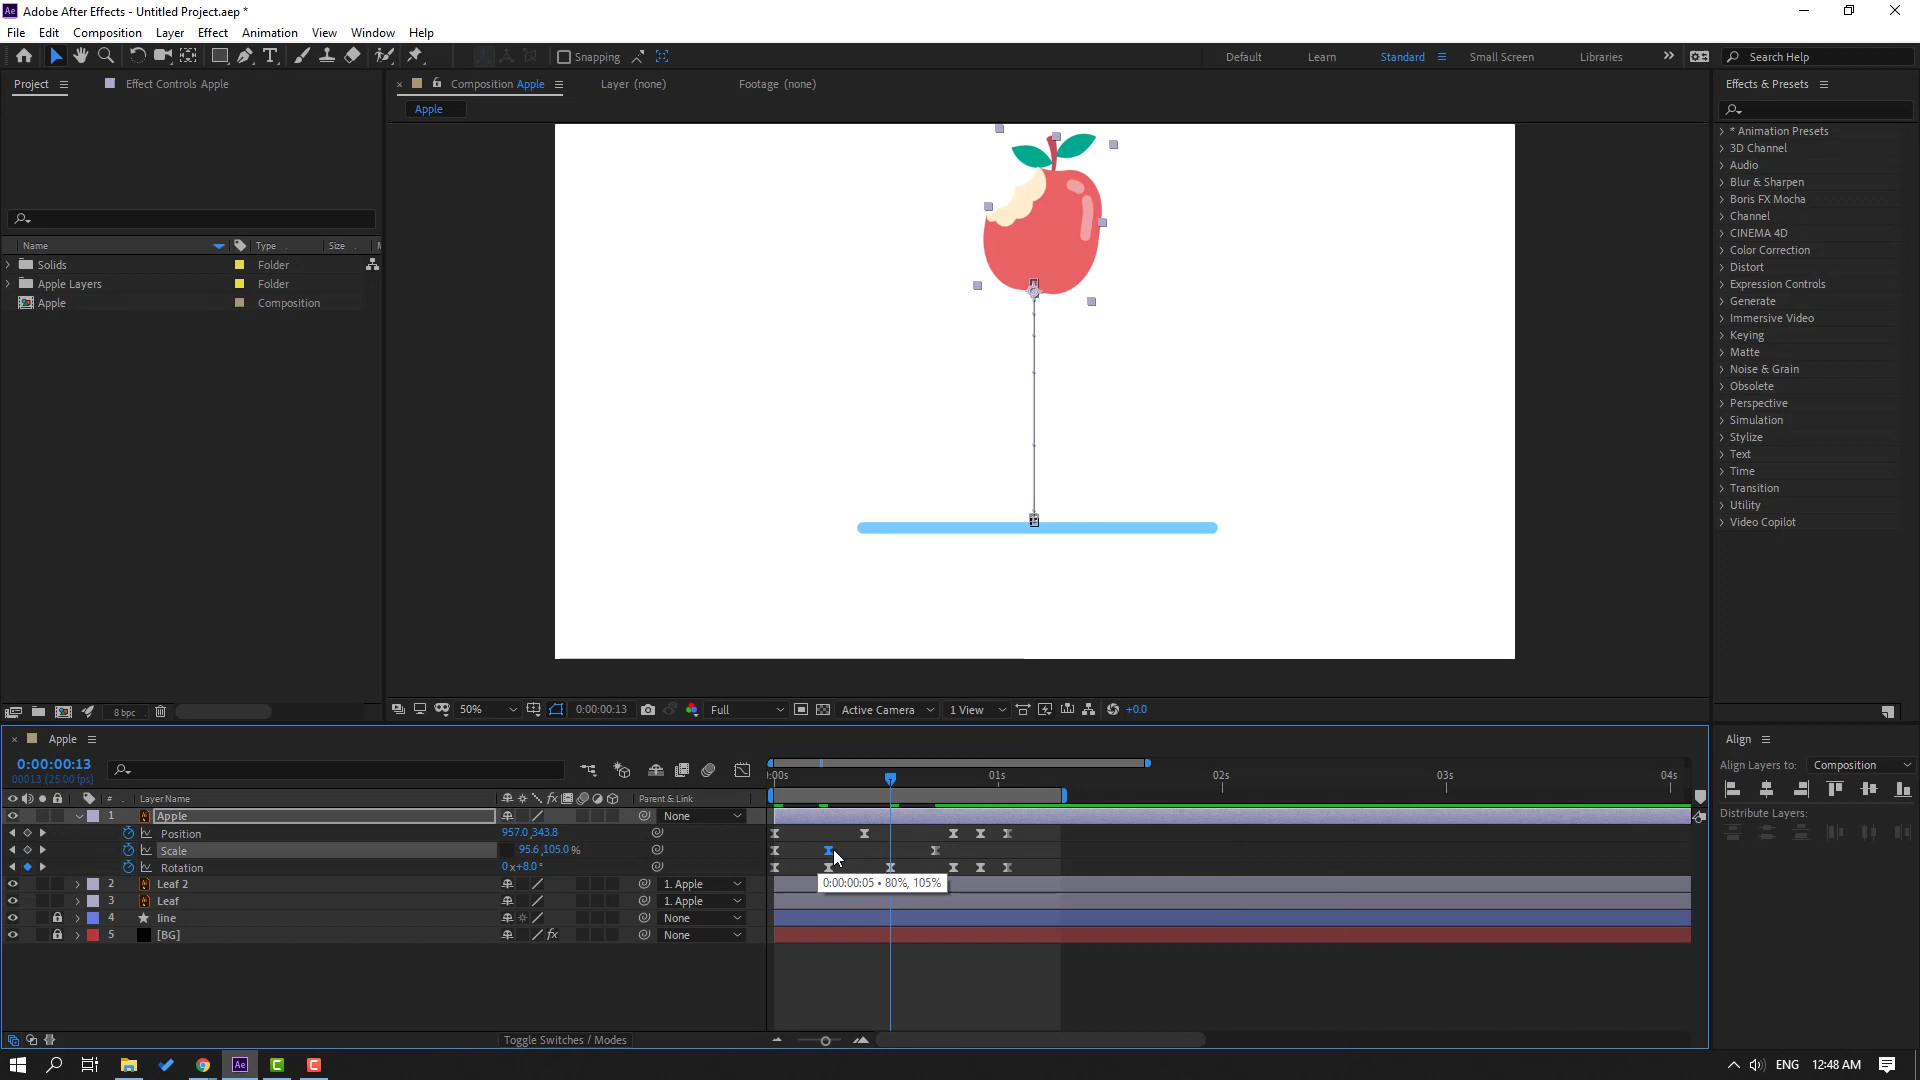 Ae Adobe After Effects - Untitled Project.aep *
File Edit Composition Layer Effect Animation View Window Help
Snapping
Default Learn Standard Small Screen Libraries
Search Help
Project Effect Controls Apple
Composition Apple Layer (none) Footage (none)
Effects & Presets
Apple
* Animation Presets
3D Channel
Audio
Blur & Sharpen
Boris FX Mocha
Channel
CINEMA 4D
Color Correction
Distort
Expression Controls
Generate
Immersive Video
Keying
Matte
Noise & Grain
Obsolete
Perspective
Simulation
Stylize
Text
Time
Transition
Utility
Video Copilot
Name Type Size
Solids Folder
Apple Layers Folder
Apple Composition
8 bpc
50% 0:00:00:13 Full Active Camera 1 View +0.0
Apple
0:00:00:13
00013 (25.00 fps)
:00s 01s 02s 03s 04s
# Layer Name fx Parent & Link
1 Apple None
Position 957.0,343.8
Scale 95.6,105.0 %
Rotation 0x+8.0°
0:00:00:05 • 80%, 105%
2 Leaf 2 1. Apple
3 Leaf 1. Apple
4 line None
5 [BG] fx None
Toggle Switches / Modes
Align
Align Layers to: Composition
Distribute Layers:
Ae C C ENG 12:48 AM